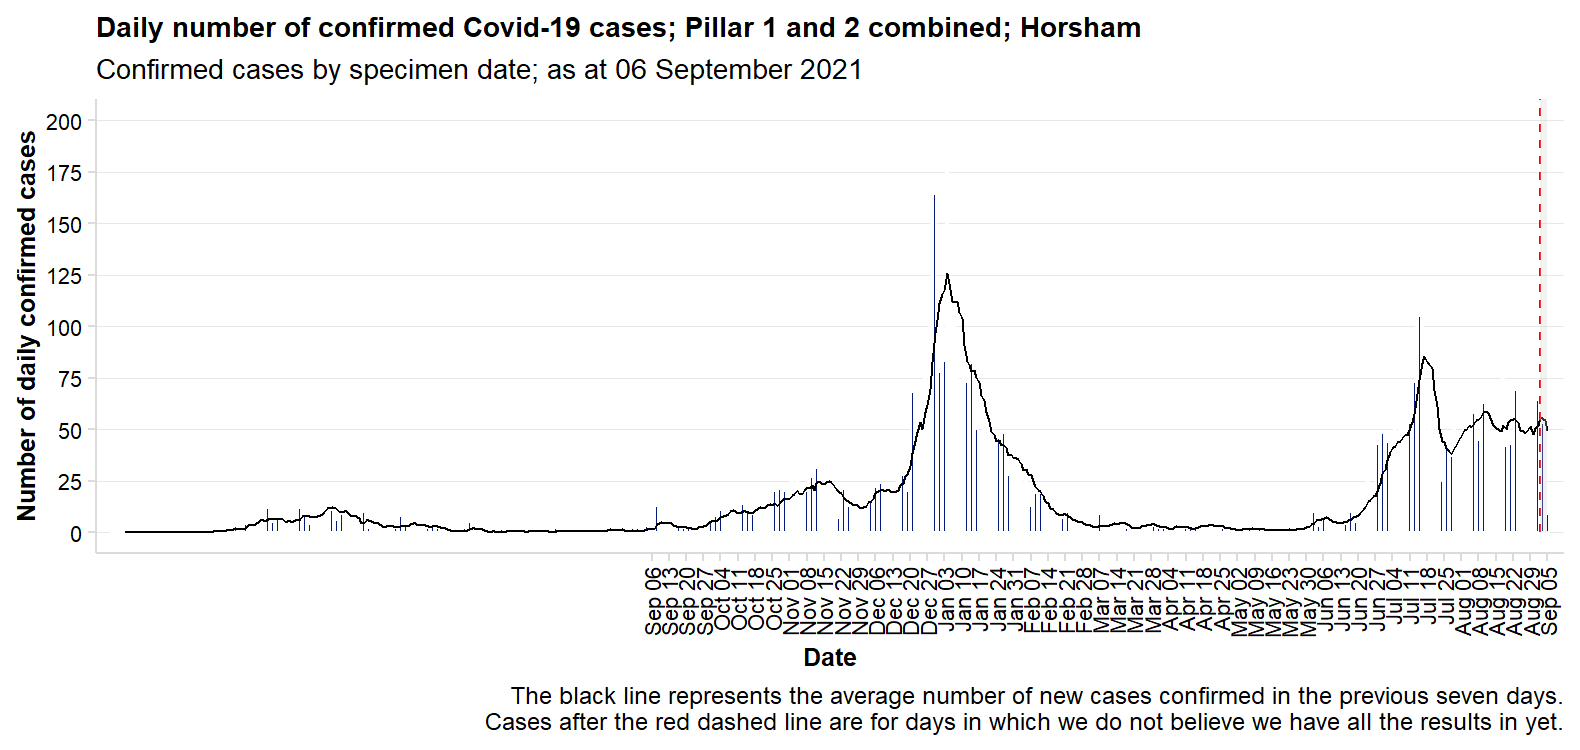 Daily number of confirmed Covid-19 cases; Pillar 1 and 2 combined; Horsham
Confirmed cases by specimen date; as at 06 September 2021
Number of daily confirmed cases
200
175
150
125
100
75
50
25
0
Sep 06
Sep 13
Sep 20
Sep 27
Oct 04
Oct 11
Oct 18
Oct 25
Nov 01
Nov 08
Nov 15
Nov 22
Nov 29
Dec 06
Dec 13
Dec 20
Dec 27
Jan 03
Jan 10
Jan 17
Jan 24
Jan 31
Feb 07
Feb 14
Feb 21
Feb 28
Mar 07
Mar 14
Mar 21
Mar 28
Apr 04
Apr 11
Apr 18
Apr 25
May 02
May 09
May 16
May 23
May 30
Jun 06
Jun 13
Jun 20
Jun 27
Jul 04
Jul 11
Jul 18
Jul 25
Aug 01
Aug 08
Aug 15
Aug 22
Aug 29
Sep 05
Date
The black line represents the average number of new cases confirmed in the previous seven days.
Cases after the red dashed line are for days in which we do not believe we have all the results in yet.